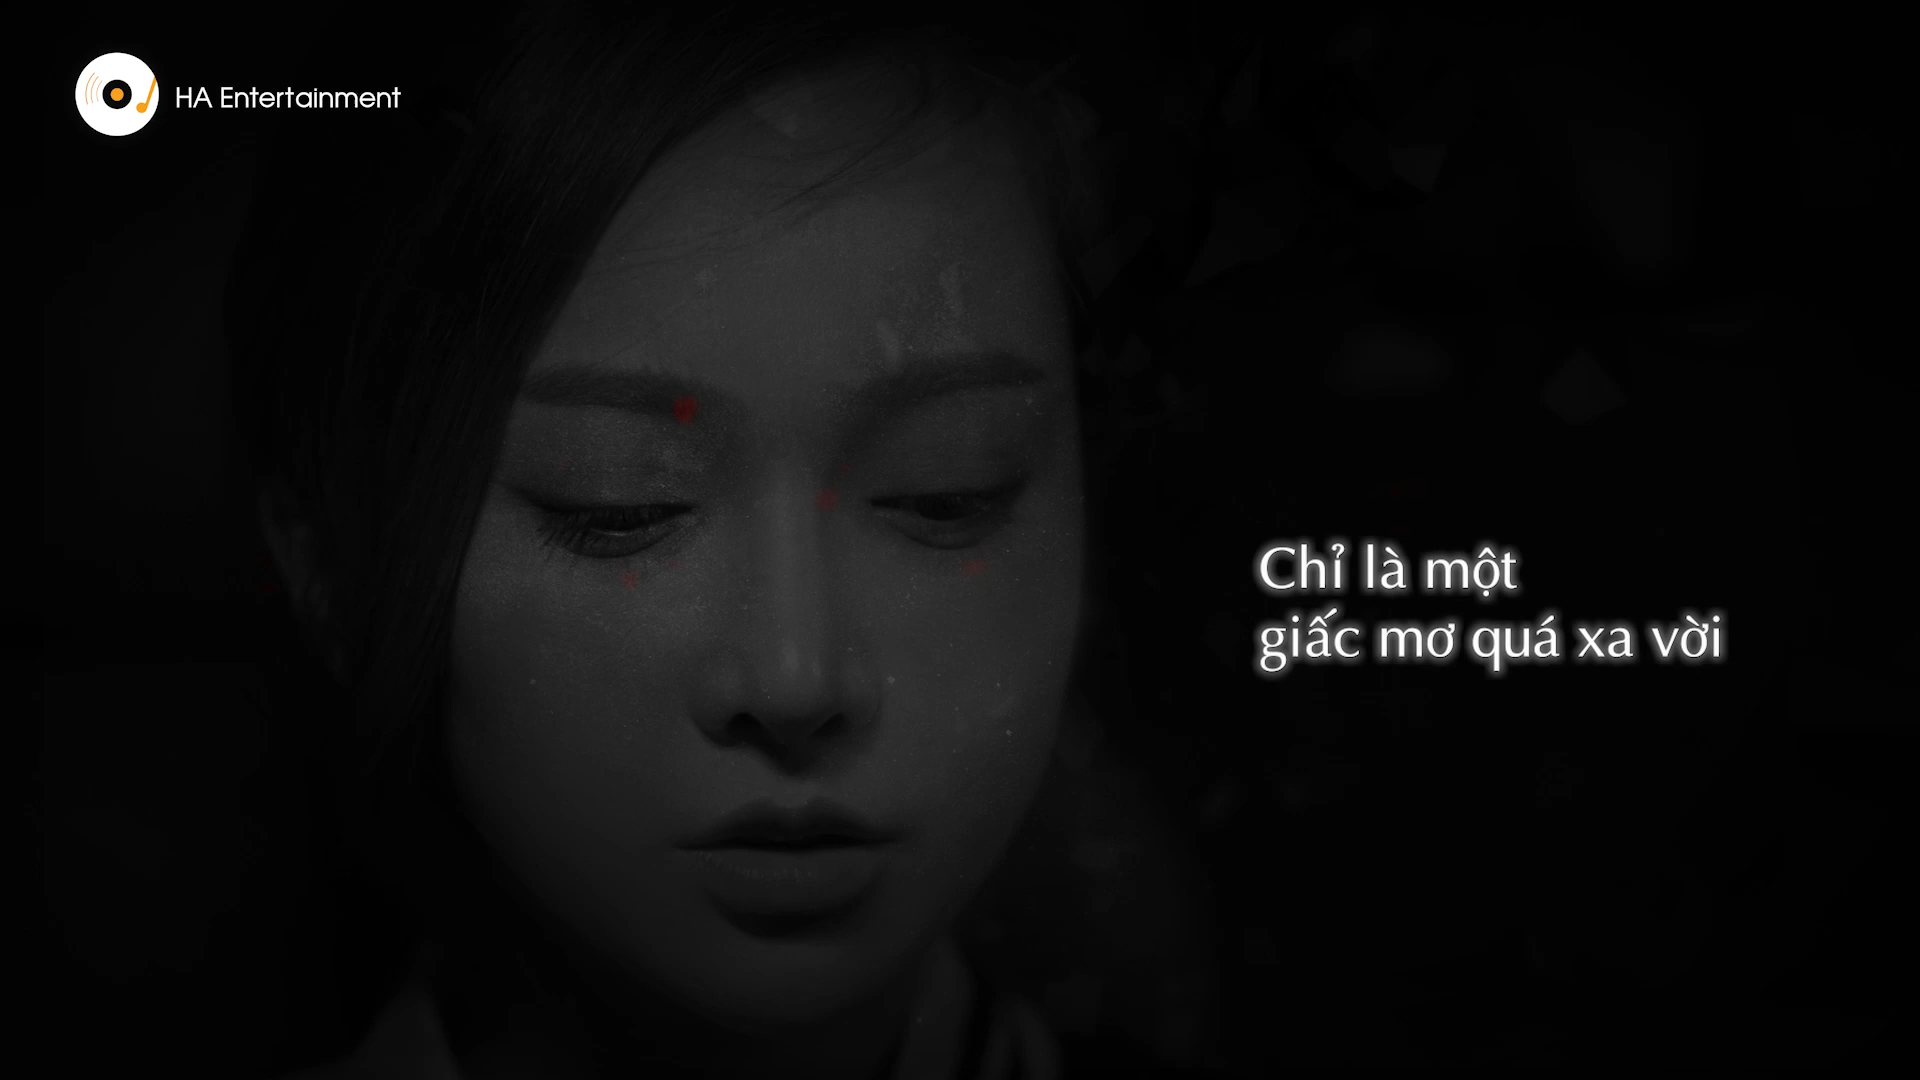 HA Entertainment
Chỉ là một
giấc mơ quá xa vời